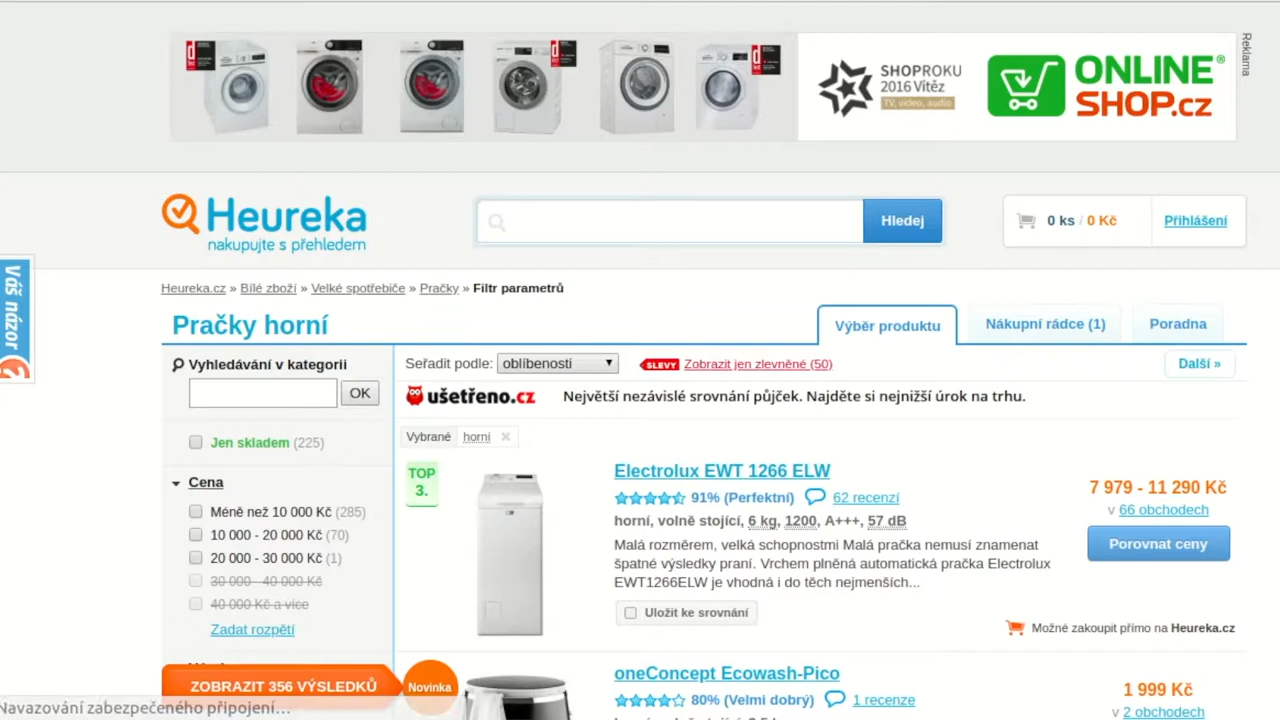 SHOPROKU
2016 Vítěz
TV, video, audio
ONLINE
SHOP.cz
Reklama
Heureka
nakupujte s přehledem
Hledej
0 ks / 0 Kč
Přihlášení
Váš názor
Heureka.cz » Bílé zboží » Velké spotřebiče » Pračky » Filtr parametrů
Pračky horní
Výběr produktu
Nákupní rádce (1)
Poradna
Vyhledávání v kategorii
OK
Jen skladem (225)
Cena
Méně než 10 000 Kč (285)
10 000 - 20 000 Kč (70)
20 000 - 30 000 Kč (1)
30 000 - 40 000 Kč
40 000 Kč a více
Zadat rozpětí
ZOBRAZIT 356 VÝSLEDKŮ
Seřadit podle: oblíbenosti
SLEVY Zobrazit jen zlevněné (50)
Další »
ušetřeno.cz Největší nezávislé srovnání půjček. Najděte si nejnižší úrok na trhu.
Vybrané horní
TOP
3.
Electrolux EWT 1266 ELW
91% (Perfektní) 62 recenzí
horní, volně stojící, 6 kg, 1200, A+++, 57 dB
Malá rozměrem, velká schopnostmi Malá pračka nemusí znamenat
špatné výsledky praní. Vrchem plněná automatická pračka Electrolux
EWT1266ELW je vhodná i do těch nejmenších...
Uložit ke srovnání
7 979 - 11 290 Kč
v 66 obchodech
Porovnat ceny
Možné zakoupit přímo na Heureka.cz
Novinka
oneConcept Ecowash-Pico
80% (Velmi dobrý) 1 recenze
1 999 Kč
v 2 obchodech
Navazování zabezpečeného připojení…